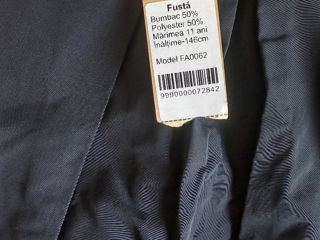 Fustă
Bumbac 50%
Polyester 50%
Mărimea 11 ani
Înălțime-146cm
Model FA0062
9990000072842